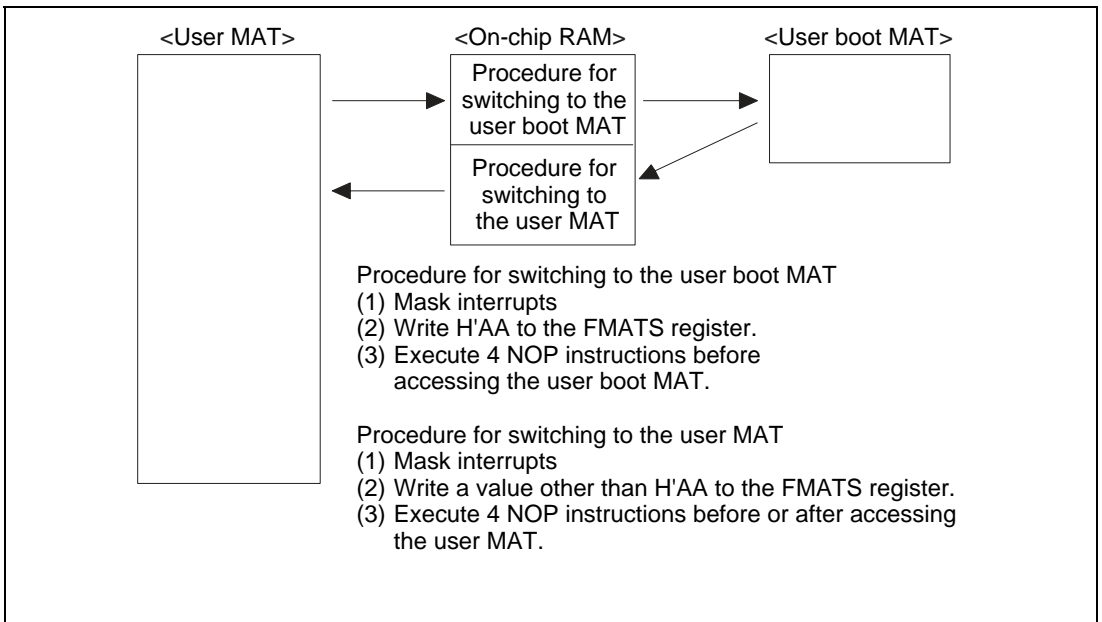 <User MAT>
<On-chip RAM>
<User boot MAT>
Procedure for
switching to the
user boot MAT
Procedure for
switching to
the user MAT
Procedure for switching to the user boot MAT
(1) Mask interrupts
(2) Write H'AA to the FMATS register.
(3) Execute 4 NOP instructions before
accessing the user boot MAT.
Procedure for switching to the user MAT
(1) Mask interrupts
(2) Write a value other than H'AA to the FMATS register.
(3) Execute 4 NOP instructions before or after accessing
the user MAT.